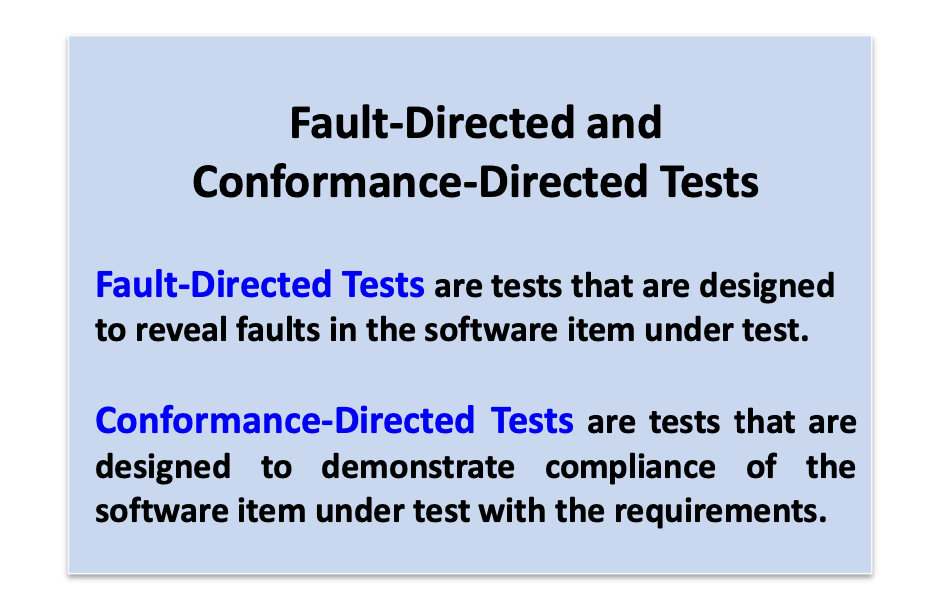 Fault-Directed and
Conformance-Directed Tests
Fault-Directed Tests are tests that are designed
to reveal faults in the software item under test.
Conformance-Directed Tests are tests that are
designed to demonstrate compliance of the
software item under test with the requirements.